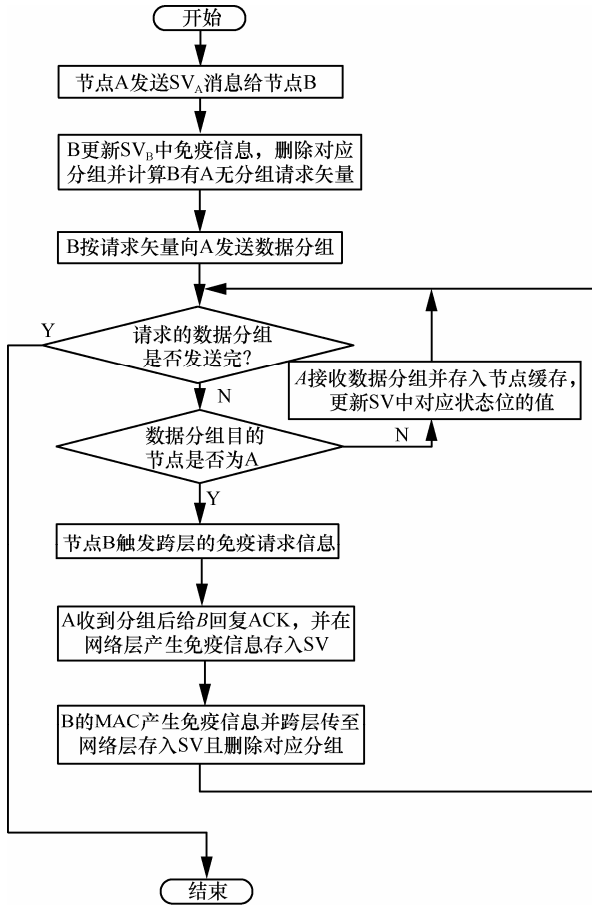 开始
节点A发送SVA消息给节点B
B更新SVB中免疫信息，删除对应
分组并计算B有A无分组请求矢量
B按请求矢量向A发送数据分组
Y
请求的数据分组
是否发送完?
A接收数据分组并存入节点缓存，
更新SV中对应状态位的值
N
数据分组目的
节点是否为A
N
Y
节点B触发跨层的免疫请求信息
A收到分组后给B回复ACK，并在
网络层产生免疫信息存入SV
B的MAC产生免疫信息并跨层传至
网络层存入SV且删除对应分组
结束